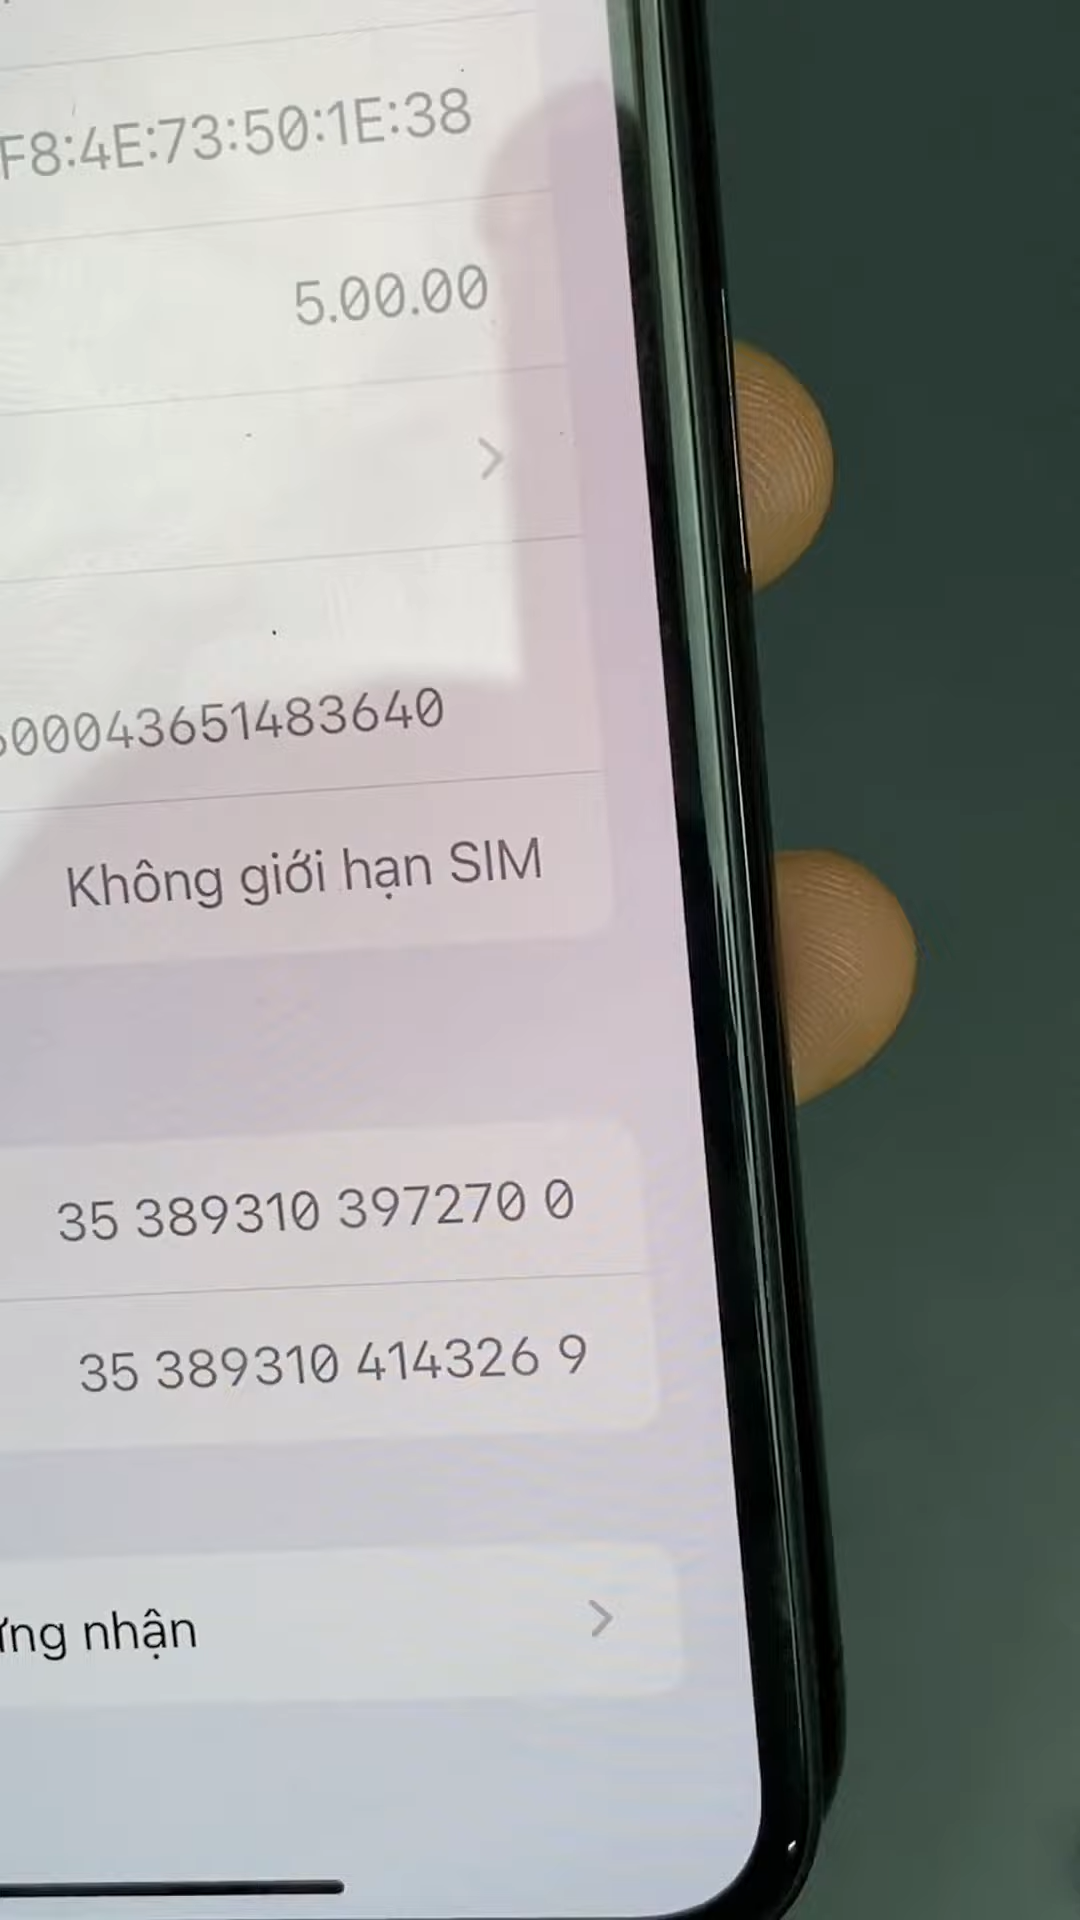 F8:4E:73:50:1E:38
5.00.00
600043651483640
Không giới hạn SIM
35 389310 397270 0
35 389310 414326 9
ứng nhận